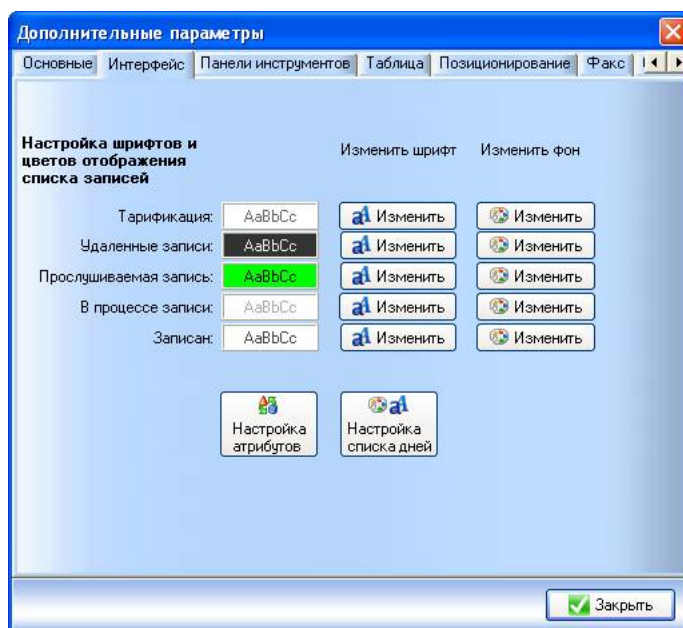 Дополнительные параметры
Основные Интерфейс Панели инструментов Таблица Позиционирование Факс
Настройка шрифтов и
цветов отображения
списка записей
Изменить шрифт Изменить фон
Тарификация: AaBbCc Изменить Изменить
Удаленные записи: AaBbCc Изменить Изменить
Прослушиваемая запись: AaBbCc Изменить Изменить
В процессе записи: AaBbCc Изменить Изменить
Записан: AaBbCc Изменить Изменить
Настройка
атрибутов
Настройка
списка дней
Закрыть